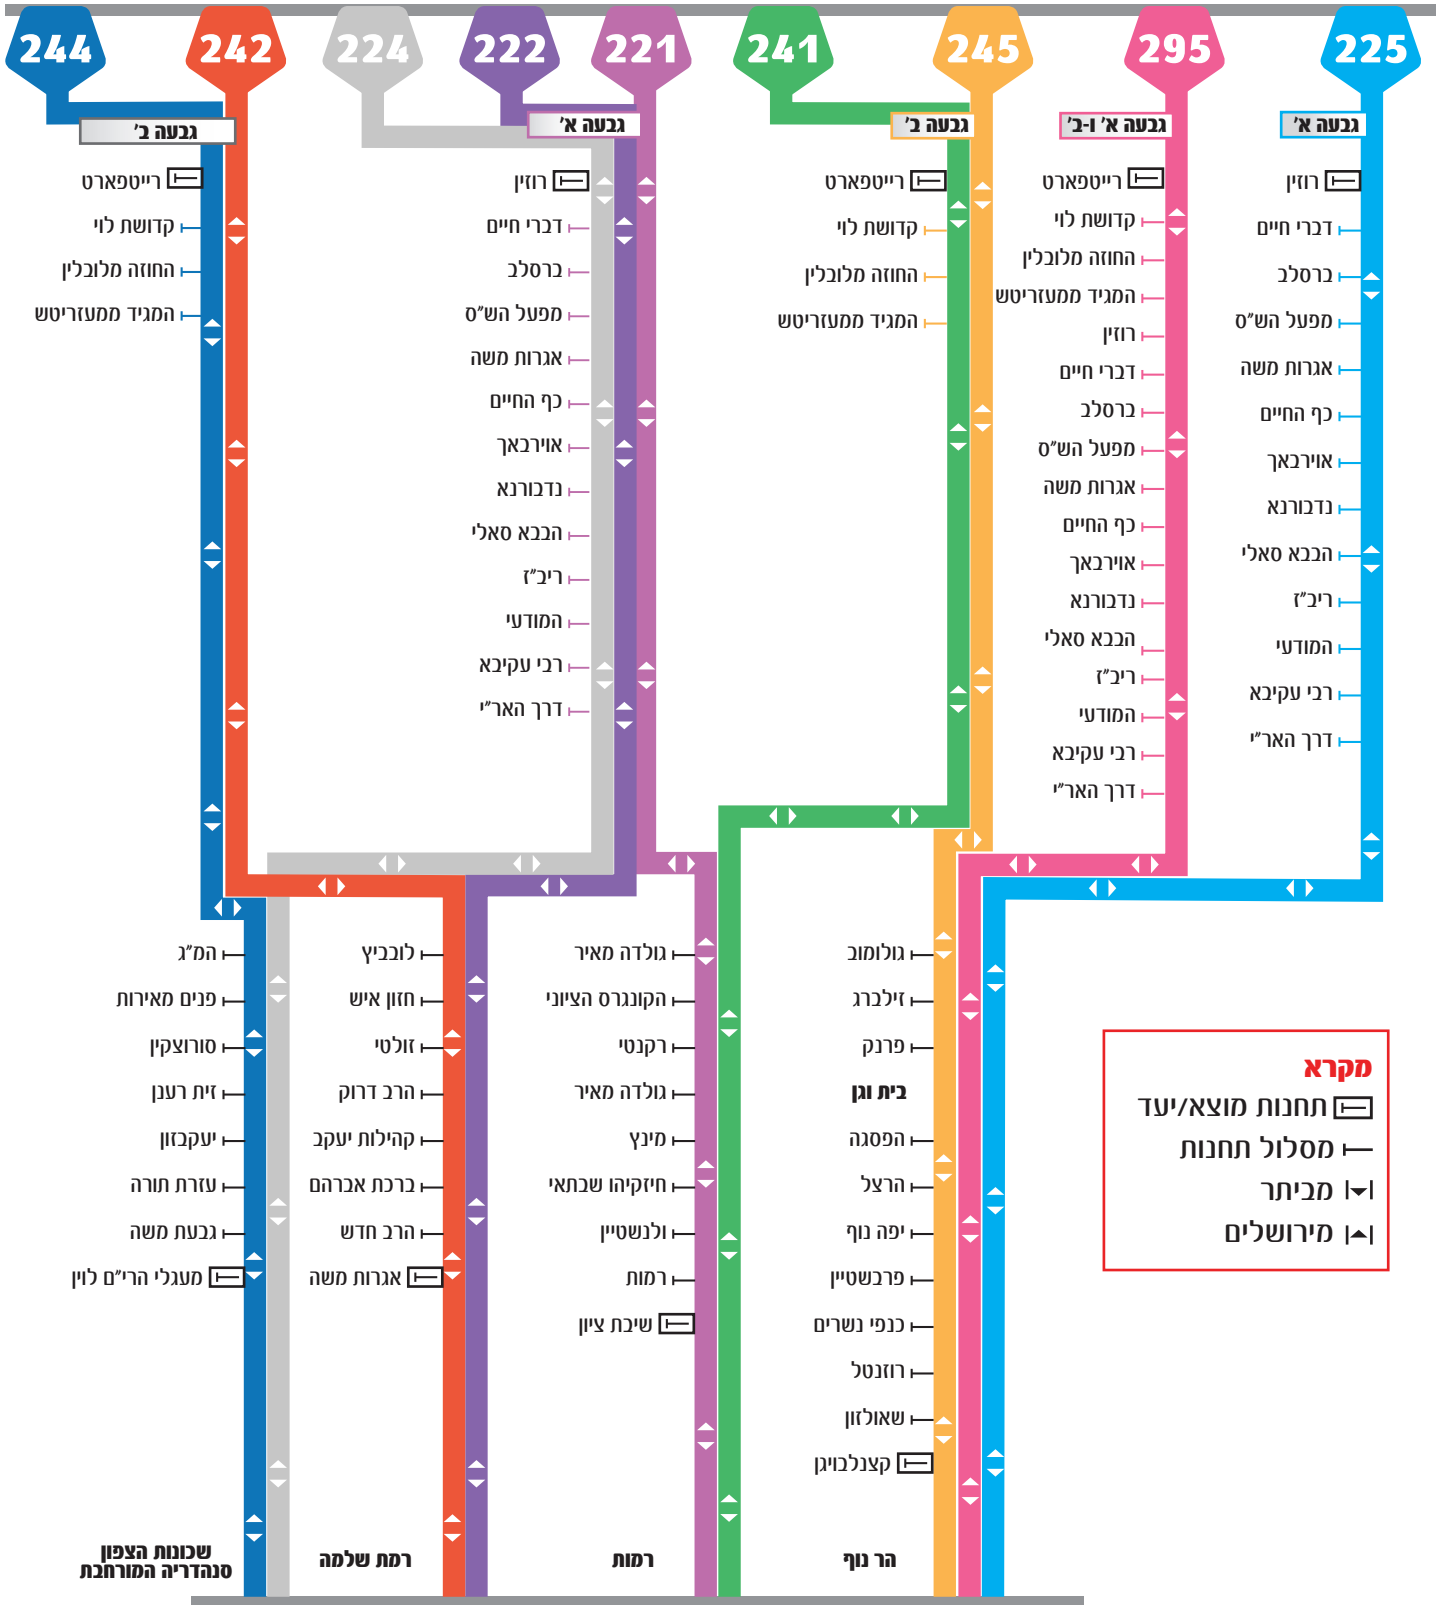 244
242
224
222
221
241
245
295
225
גבעה ב'
רייטפארט
קדושת לוי
החוזה מלובלין
המגיד ממעזריטש
גבעה א'
רוזין
דברי חיים
ברסלב
מפעל הש"ס
אגרות משה
כף החיים
אוירבאך
נדבורנא
הבבא סאלי
ריב"ז
המודעי
רבי עקיבא
דרך האר"י
גבעה ב'
רייטפארט
קדושת לוי
החוזה מלובלין
המגיד ממעזריטש
גבעה א' ו-ב'
רייטפארט
קדושת לוי
החוזה מלובלין
המגיד ממעזריטש
רוזין
דברי חיים
ברסלב
מפעל הש"ס
אגרות משה
כף החיים
אוירבאך
נדבורנא
הבבא סאלי
ריב"ז
המודעי
רבי עקיבא
דרך האר"י
גבעה א'
רוזין
דברי חיים
ברסלב
מפעל הש"ס
אגרות משה
כף החיים
אוירבאך
נדבורנא
הבבא סאלי
ריב"ז
המודעי
רבי עקיבא
דרך האר"י
המ"ג
פנים מאירות
סורוצקין
זית רענן
יעקבזון
עזרת תורה
גבעת משה
מעגלי הרי"ם לוין
שכונות הצפון
סנהדריה המורחבת
לובביץ
חזון איש
זולטי
הרב דרוק
קהילות יעקב
ברכת אברהם
הרב חדש
אגרות משה
רמת שלמה
גולדה מאיר
הקונגרס הציוני
רקנטי
גולדה מאיר
מינץ
חיזקיהו שבתאי
ולנשטיין
רמות
שיבת ציון
רמות
גולומוב
זילברג
פרנק
בית וגן
הפסגה
הרצל
יפה נוף
פרבשטיין
כנפי נשרים
רוזנטל
שאולזון
קצנלבויגן
הר נוף
מקרא
תחנות מוצא/יעד
מסלול תחנות
מביתר
מירושלים